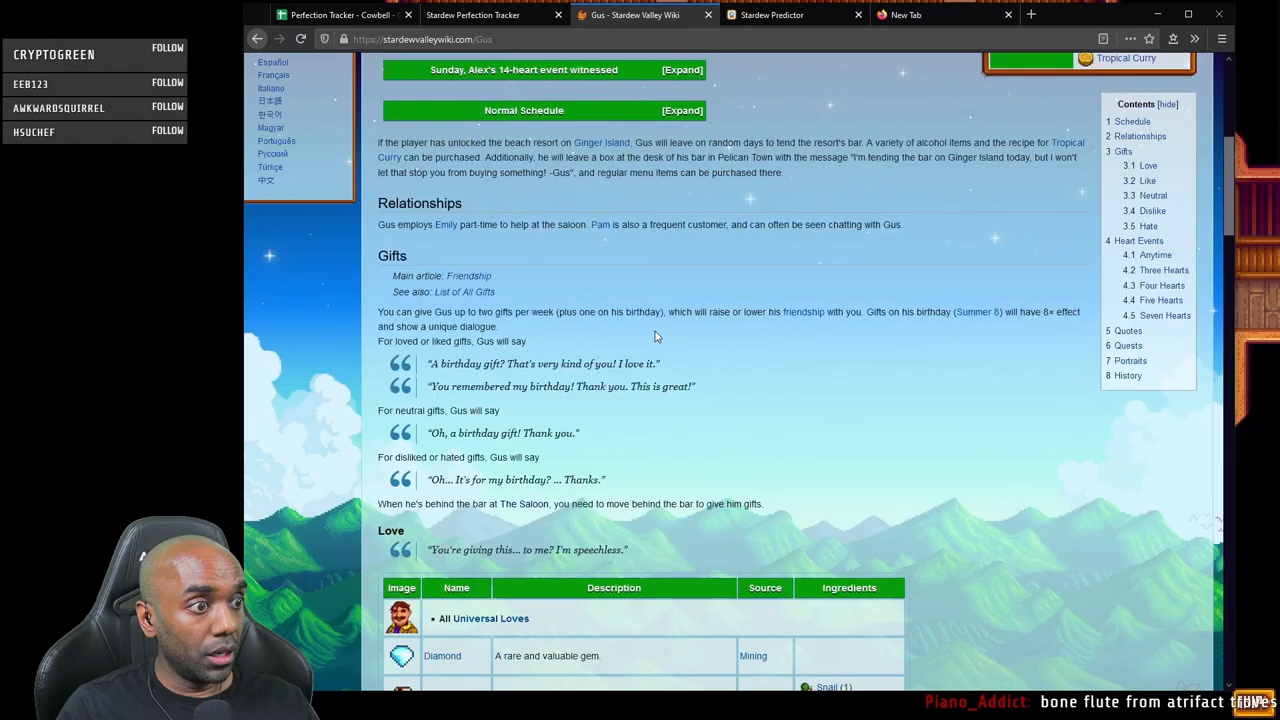 Perfection Tracker - Cowbell -
Stardew Perfection Tracker
Gus - Stardew Valley Wiki
Stardew Predictor
New Tab
https://stardewvalleywiki.com/Gus
CRYPTOGREEN FOLLOW
EEB123 FOLLOW
AWKWARDSQUIRREL FOLLOW
HSUCHEF FOLLOW
Español
Français
Italiano
日本語
한국어
Magyar
Português
Русский
Türkçe
中文
Sunday, Alex's 14-heart event witnessed [Expand]
Tropical Curry
Normal Schedule [Expand]
If the player has unlocked the beach resort on Ginger Island, Gus will leave on random days to tend the resort's bar. A variety of alcohol items and the recipe for Tropical
Curry can be purchased. Additionally, he will leave a box at the desk of his bar in Pelican Town with the message "I'm tending the bar on Ginger Island today, but I won't
let that stop you from buying something! -Gus", and regular menu items can be purchased there.
Relationships
Gus employs Emily part-time to help at the saloon. Pam is also a frequent customer, and can often be seen chatting with Gus.
Gifts
Main article: Friendship
See also: List of All Gifts
You can give Gus up to two gifts per week (plus one on his birthday), which will raise or lower his friendship with you. Gifts on his birthday (Summer 8) will have 8× effect
and show a unique dialogue.
For loved or liked gifts, Gus will say
“A birthday gift? That's very kind of you! I love it.”
“You remembered my birthday! Thank you. This is great!”
For neutral gifts, Gus will say
“Oh, a birthday gift! Thank you.”
For disliked or hated gifts, Gus will say
“Oh... It's for my birthday? ... Thanks.”
When he's behind the bar at The Saloon, you need to move behind the bar to give him gifts.
Love
“You're giving this... to me? I'm speechless.”
Image Name Description Source Ingredients
• All Universal Loves
Diamond A rare and valuable gem. Mining
Snail (1)
Contents [hide]
1 Schedule
2 Relationships
3 Gifts
3.1 Love
3.2 Like
3.3 Neutral
3.4 Dislike
3.5 Hate
4 Heart Events
4.1 Anytime
4.2 Three Hearts
4.3 Four Hearts
4.4 Five Hearts
4.5 Seven Hearts
5 Quotes
6 Quests
7 Portraits
8 History
Piano_Addict: bone flute from atrifact troves